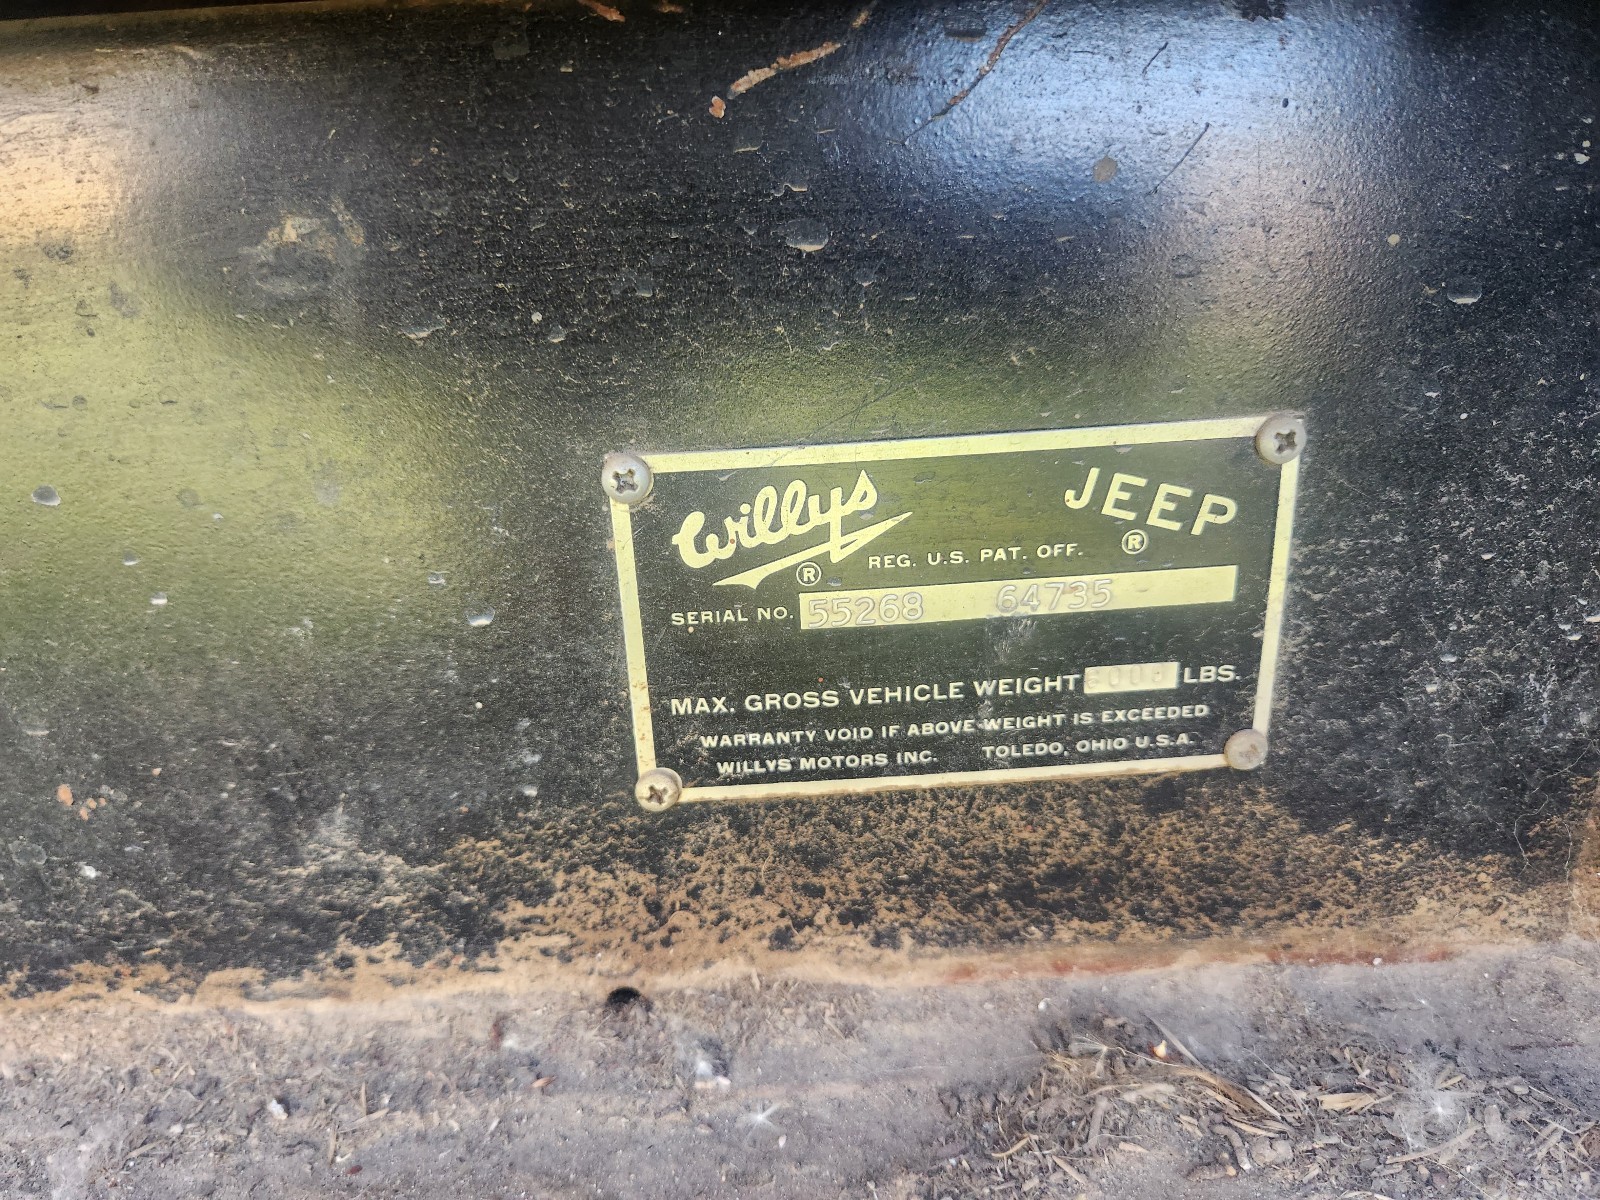 Willys ® REG. U.S. PAT. OFF. JEEP ®
SERIAL NO. 55268 64735
MAX. GROSS VEHICLE WEIGHT LBS.
WARRANTY VOID IF ABOVE WEIGHT IS EXCEEDED
WILLYS MOTORS INC. TOLEDO, OHIO U.S.A.